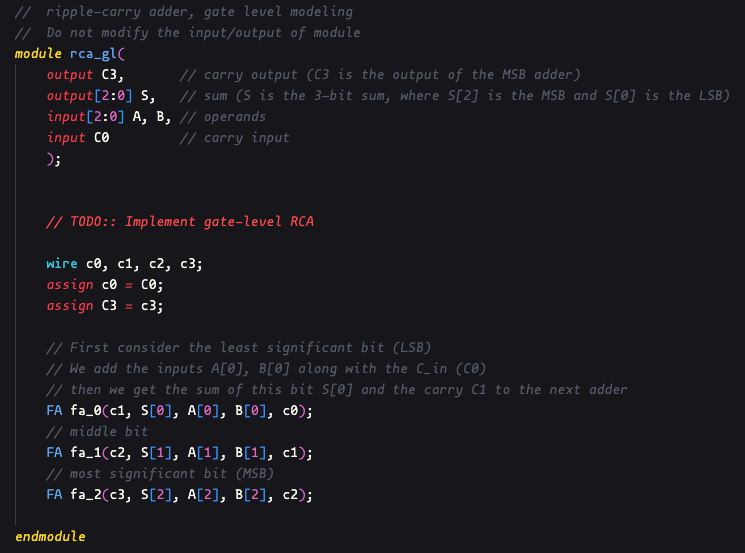 //  ripple-carry adder, gate level modeling
//  Do not modify the input/output of module
module rca_gl(
    output C3,       // carry output (C3 is the output of the MSB adder)
    output[2:0] S,   // sum (S is the 3-bit sum, where S[2] is the MSB and S[0] is the LSB)
    input[2:0] A, B, // operands
    input C0         // carry input
    );
    // TODO:: Implement gate-level RCA
    wire c0, c1, c2, c3;
    assign c0 = C0;
    assign C3 = c3;
    // First consider the least significant bit (LSB)
    // We add the inputs A[0], B[0] along with the C_in (C0)
    // then we get the sum of this bit S[0] and the carry C1 to the next adder
    FA fa_0(c1, S[0], A[0], B[0], c0);
    // middle bit
    FA fa_1(c2, S[1], A[1], B[1], c1);
    // most significant bit (MSB)
    FA fa_2(c3, S[2], A[2], B[2], c2);
endmodule